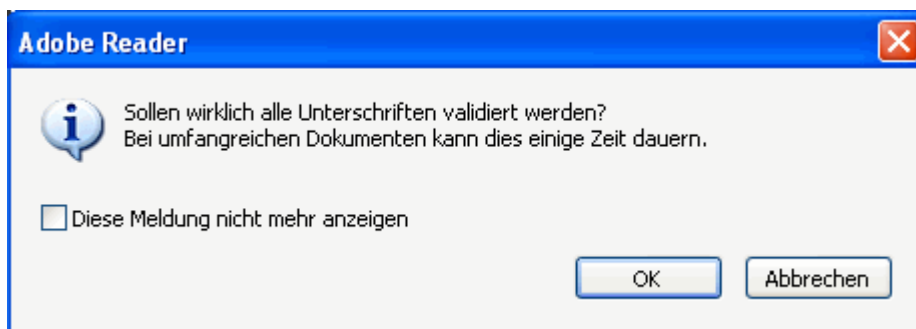 Adobe Reader
Sollen wirklich alle Unterschriften validiert werden?
Bei umfangreichen Dokumenten kann dies einige Zeit dauern.
Diese Meldung nicht mehr anzeigen
OK
Abbrechen